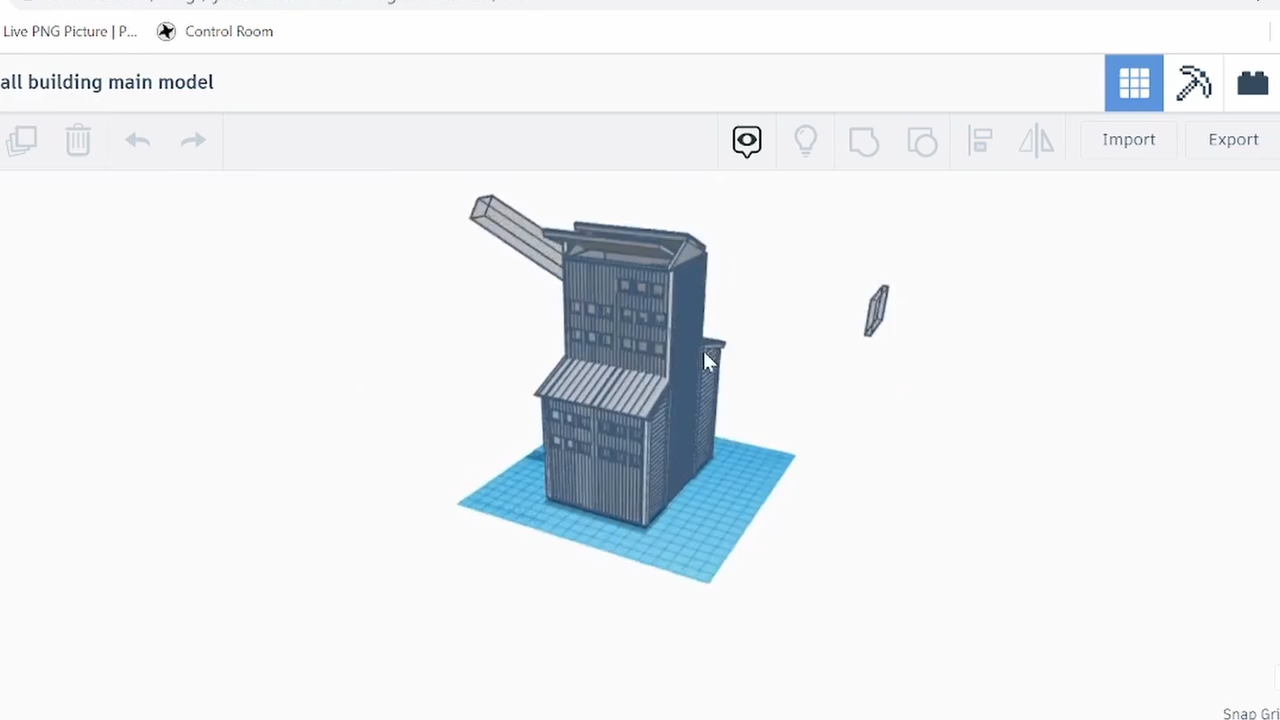 Live PNG Picture | P...
Control Room
all building main model
Import
Export
Snap Gri